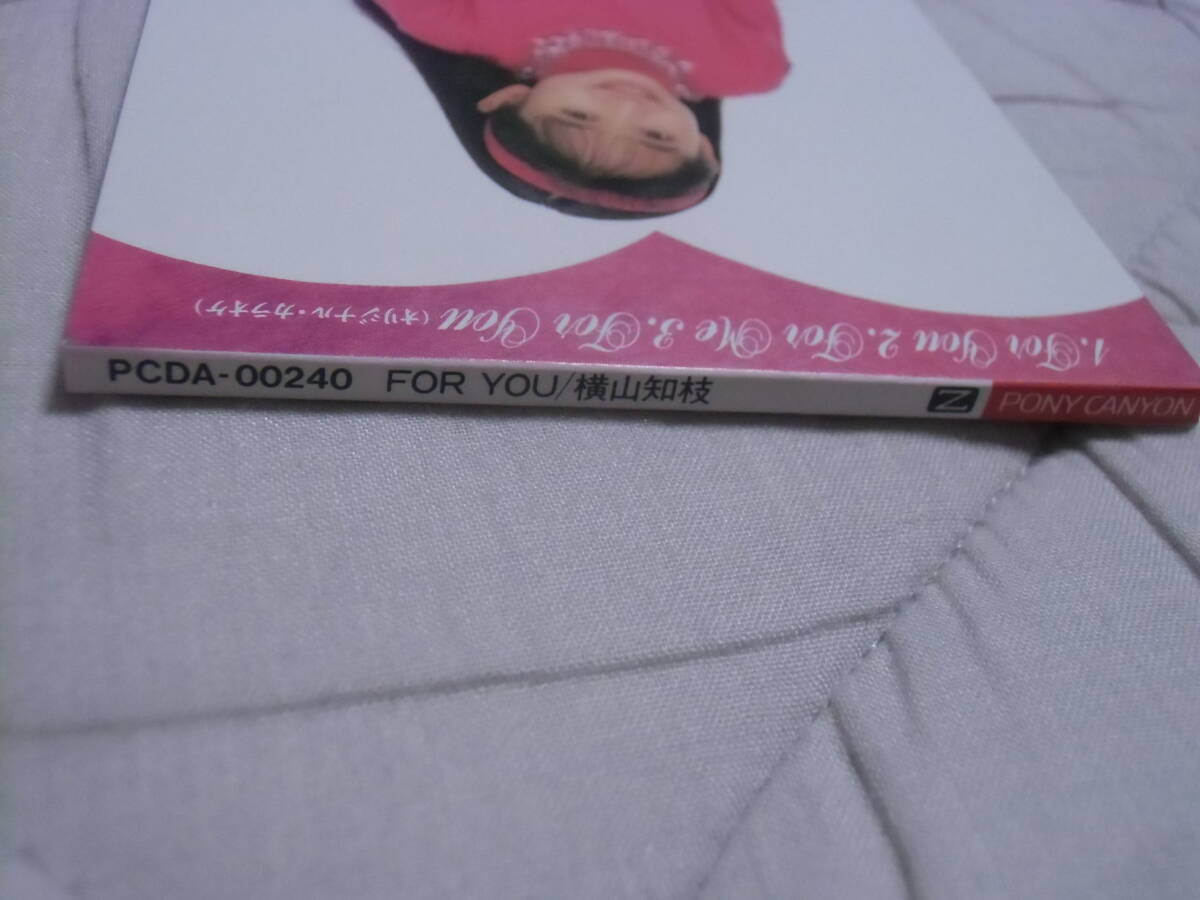 1. For You 2. For Me 3. For You (オリジナル・カラオケ)
PCDA-00240 FOR YOU/横山知枝 Z PONY CANYON